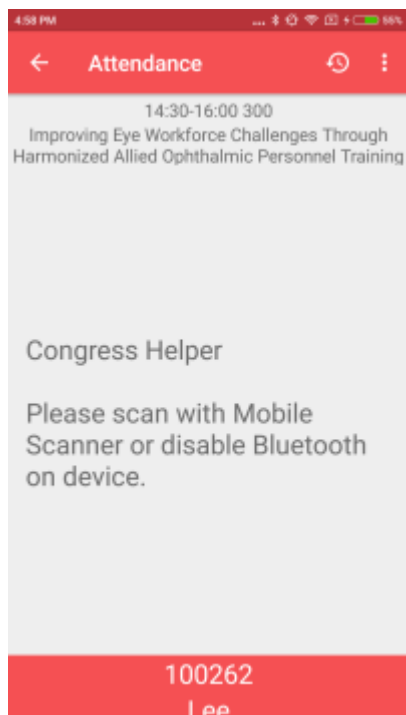 4:58 PM
... 55%
Attendance
14:30-16:00 300
Improving Eye Workforce Challenges Through
Harmonized Allied Ophthalmic Personnel Training
Congress Helper
Please scan with Mobile
Scanner or disable Bluetooth
on device.
100262
Lee